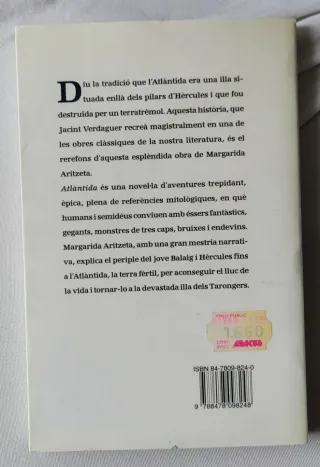 Diu la tradició que l'Atlàntida era una illa si-
tuada enllà dels pilars d'Hèrcules i que fou
destruïda per un terratrèmol. Aquesta història, que
Jacint Verdaguer recreà magistralment en una de
les obres clàssiques de la nostra literatura, és el
rerefons d'aquesta esplèndida obra de Margarida
Aritzeta.
Atlàntida és una novel·la d'aventures trepidant,
èpica, plena de referències mitològiques, en què
humans i semidéus conviuen amb éssers fantàstics,
gegants, monstres de tres caps, bruixes i endevins.
Margarida Aritzeta, amb una gran mestria narrati-
va, explica el periple del jove Balaig i Hèrcules fins
a l'Atlàntida, la terra fèrtil, per aconseguir el lluc de
la vida i tornar-lo a la devastada illa dels Tarongers.
1.660
ABACUS
ISBN 84-7809-824-0
9 788478 098248